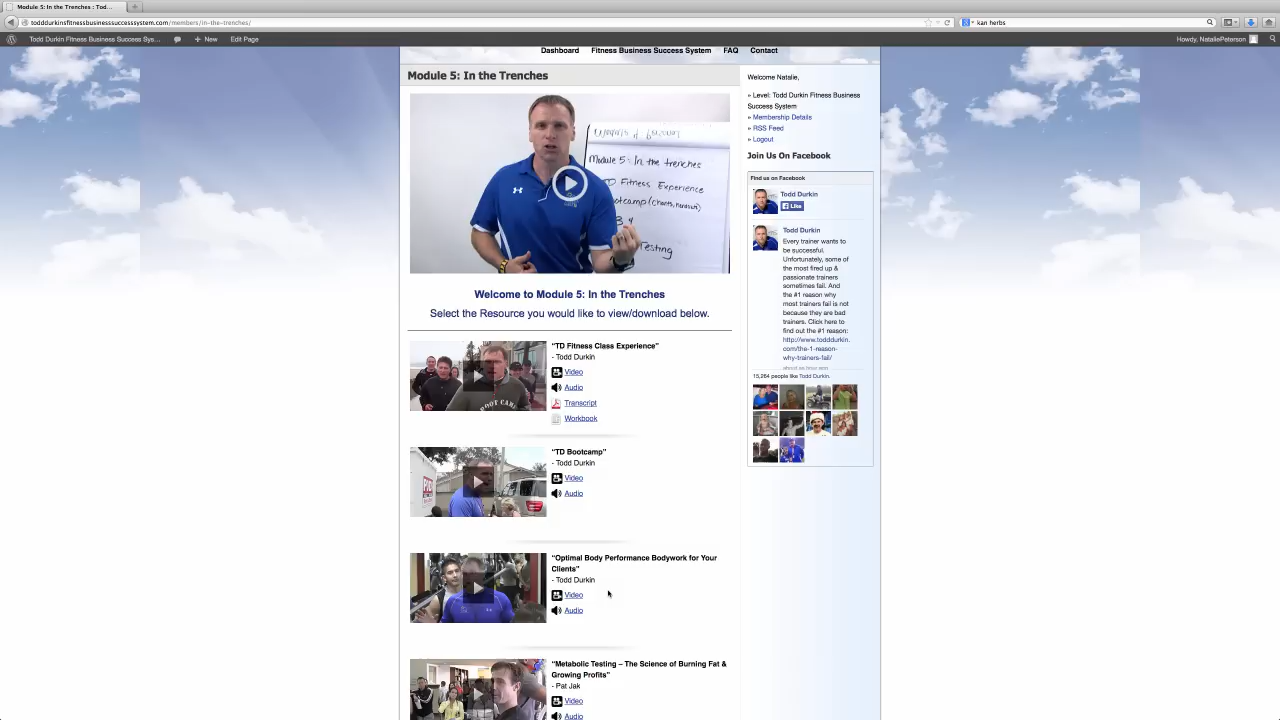 Module 5: In the Trenches : Tod...
todddurkinsfitnessbusinesssuccesssystem.com/members/in-the-trenches/
kan herbs
Todd Durkin Fitness Business Success Sys...
New
Edit Page
Howdy, NataliePeterson
Dashboard
Fitness Business Success System
FAQ
Contact
Module 5: In the Trenches
Module 5: In the trenches
TD Fitness Experience
Testing
Welcome to Module 5: In the Trenches
Select the Resource you would like to view/download below.
"TD Fitness Class Experience"
- Todd Durkin
Video
Audio
Transcript
Workbook
BOOT CAMP
"TD Bootcamp"
- Todd Durkin
Video
Audio
"Optimal Body Performance Bodywork for Your
Clients"
- Todd Durkin
Video
Audio
"Metabolic Testing – The Science of Burning Fat &
Growing Profits"
- Pat Jak
Video
Audio
Welcome Natalie,
» Level: Todd Durkin Fitness Business
Success System
» Membership Details
» RSS Feed
» Logout
Join Us On Facebook
Find us on Facebook
Todd Durkin
Like
Todd Durkin
Every trainer wants to
be successful.
Unfortunately, some of
the most fired up &
passionate trainers
sometimes fail. And
the #1 reason why
most trainers fail is not
because they are bad
trainers. Click here to
find out the #1 reason:
http://www.todddurkin.
com/the-1-reason-
why-trainers-fail/
15,264 people like Todd Durkin.